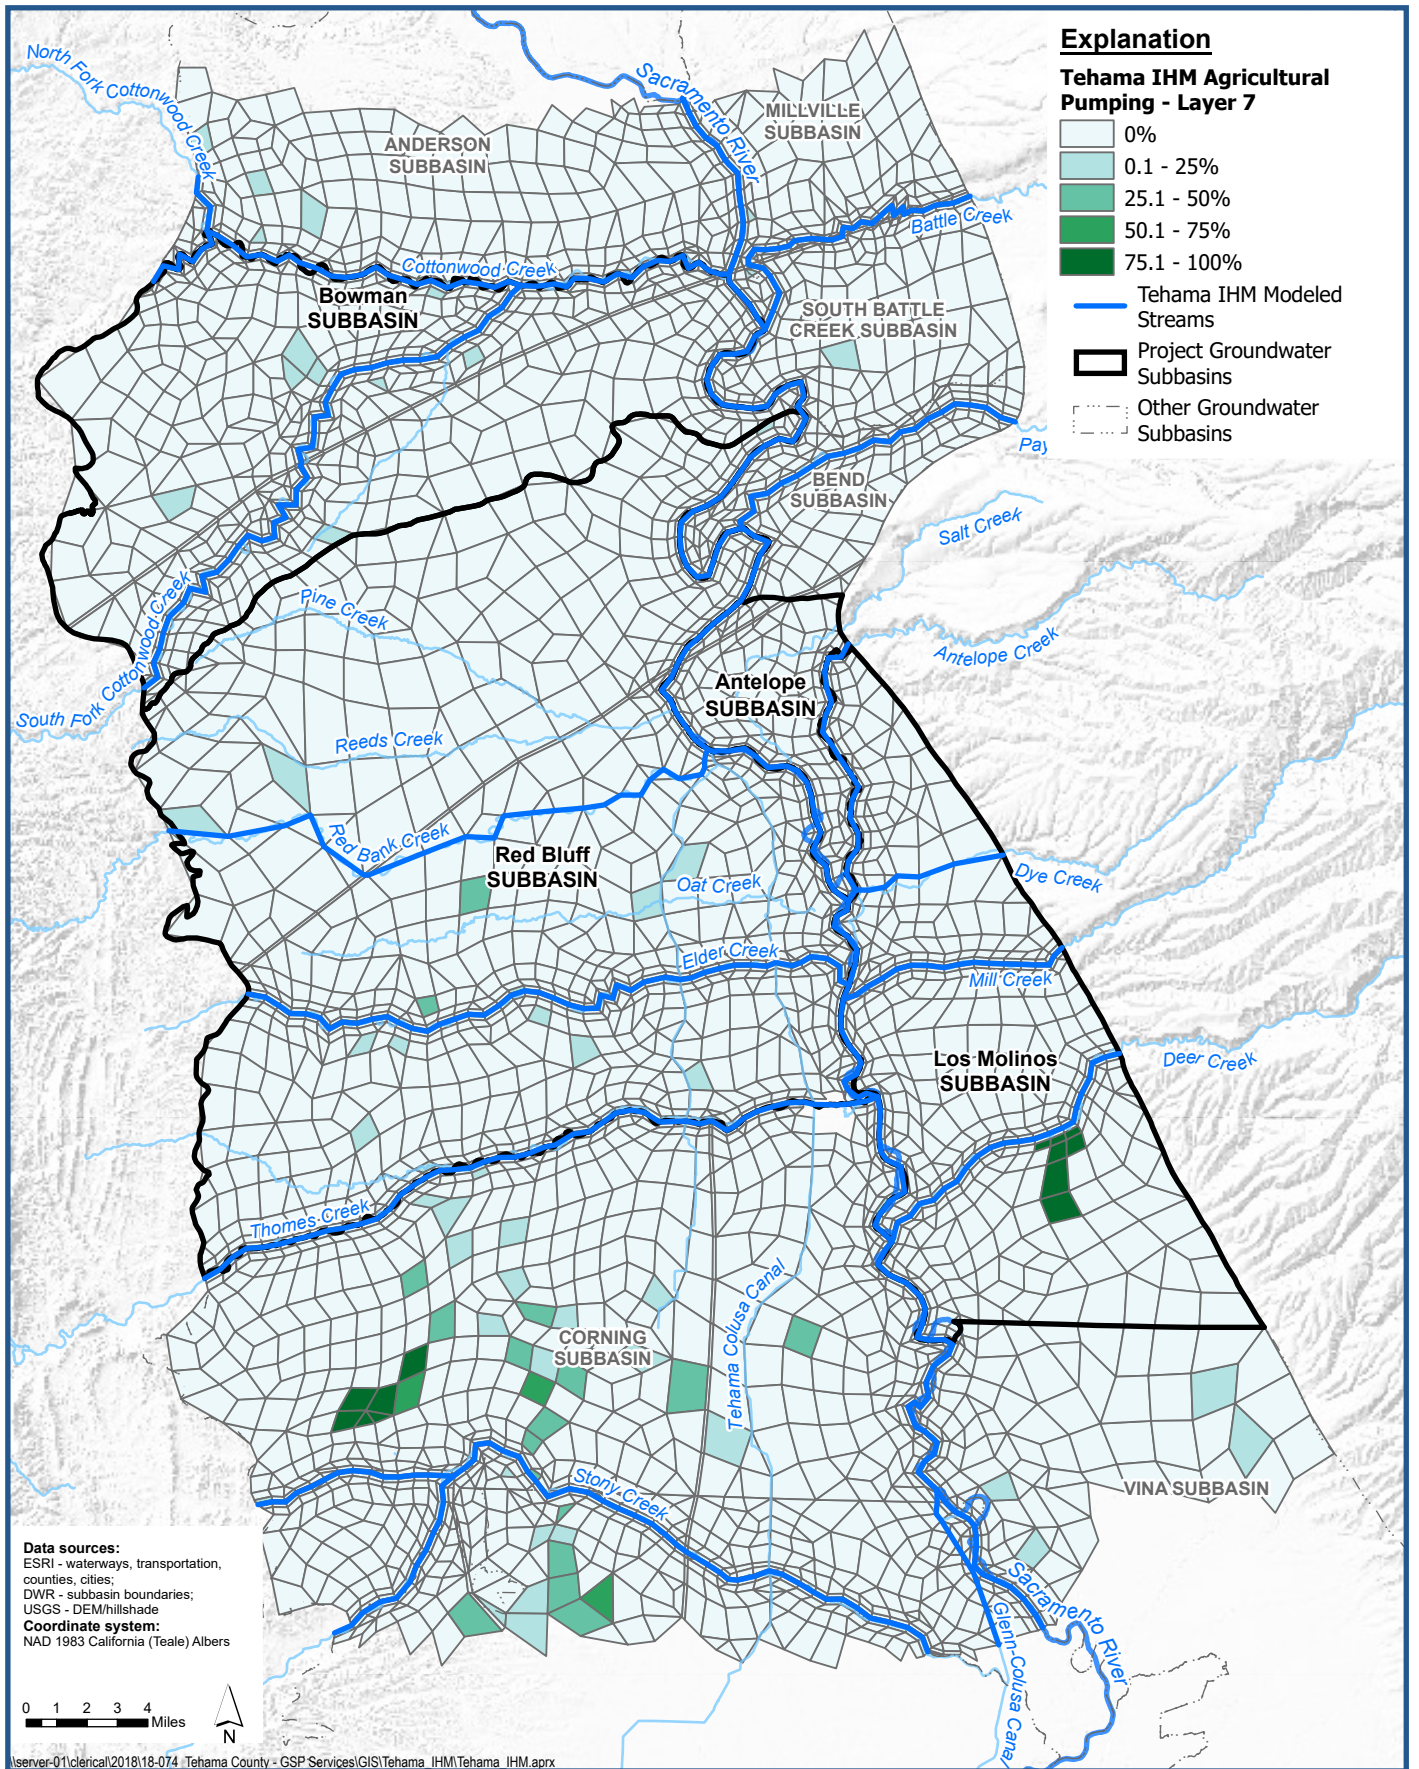 Explanation
Tehama IHM Agricultural
Pumping - Layer 7
0%
0.1 - 25%
25.1 - 50%
50.1 - 75%
75.1 - 100%
Tehama IHM Modeled
Streams
Project Groundwater
Subbasins
Other Groundwater
Subbasins
North Fork Cottonwood Creek
Sacramento River
MILLVILLE
SUBBASIN
ANDERSON
SUBBASIN
Battle Creek
Cottonwood Creek
Bowman
SUBBASIN
SOUTH BATTLE
CREEK SUBBASIN
Pay
BEND
SUBBASIN
Salt Creek
Pine Creek
Antelope Creek
South Fork Cottonwood Creek
Antelope
SUBBASIN
Reeds Creek
Red Bank Creek
Red Bluff
SUBBASIN
Oat Creek
Dye Creek
Elder Creek
Mill Creek
Los Molinos
SUBBASIN
Deer Creek
Thomes Creek
Tehama Colusa Canal
CORNING
SUBBASIN
Stony Creek
VINA SUBBASIN
Sacramento River
Glenn-Colusa Canal
Data sources:
ESRI - waterways, transportation,
counties, cities;
DWR - subbasin boundaries;
USGS - DEM/hillshade
Coordinate system:
NAD 1983 California (Teale) Albers
0 1 2 3 4
Miles
N
\\server-01\clerical\2018\18-074_Tehama County - GSP Services\GIS\Tehama_IHM\Tehama_IHM.aprx